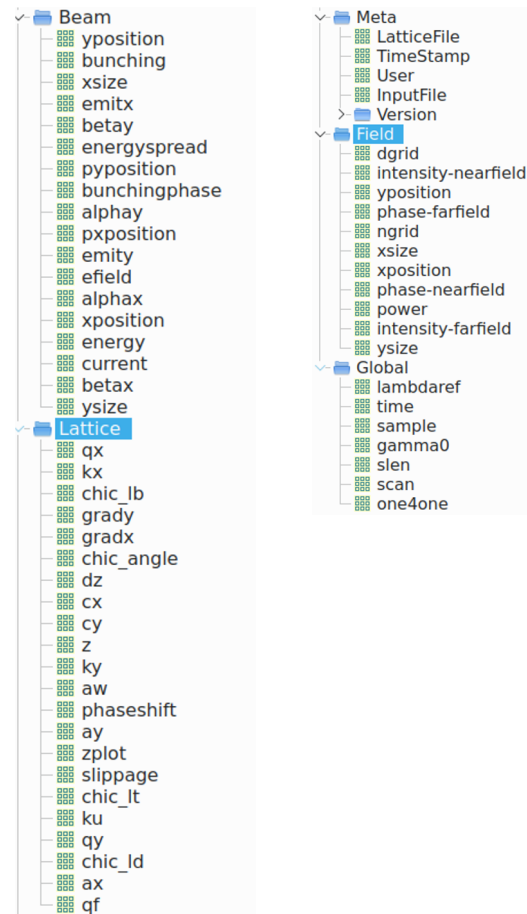 Beam
yposition
bunching
xsize
emitx
betay
energyspread
pyposition
bunchingphase
alphay
pxposition
emity
efield
alphax
xposition
energy
current
betax
ysize
Lattice
qx
kx
chic_lb
grady
gradx
chic_angle
dz
cx
cy
z
ky
aw
phaseshift
ay
zplot
slippage
chic_lt
ku
qy
chic_ld
ax
qf
Meta
LatticeFile
TimeStamp
User
InputFile
Version
Field
dgrid
intensity-nearfield
yposition
phase-farfield
ngrid
xsize
xposition
phase-nearfield
power
intensity-farfield
ysize
Global
lambdaref
time
sample
gamma0
slen
scan
one4one